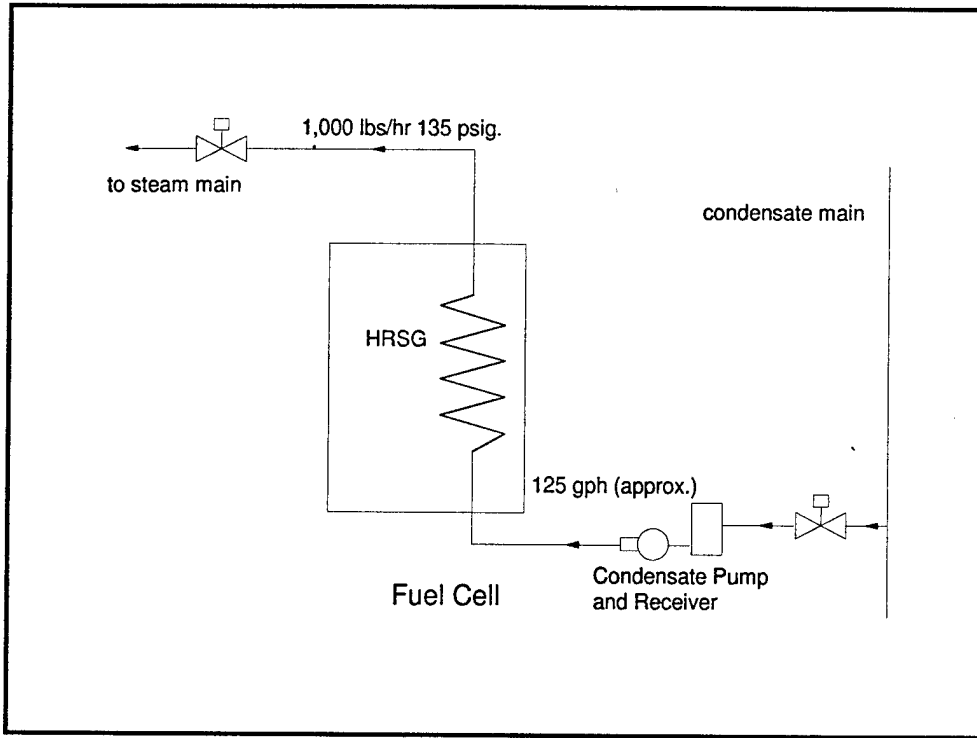 1,000 lbs/hr 135 psig.
to steam main
condensate main
HRSG
125 gph (approx.)
Condensate Pump
and Receiver
Fuel Cell